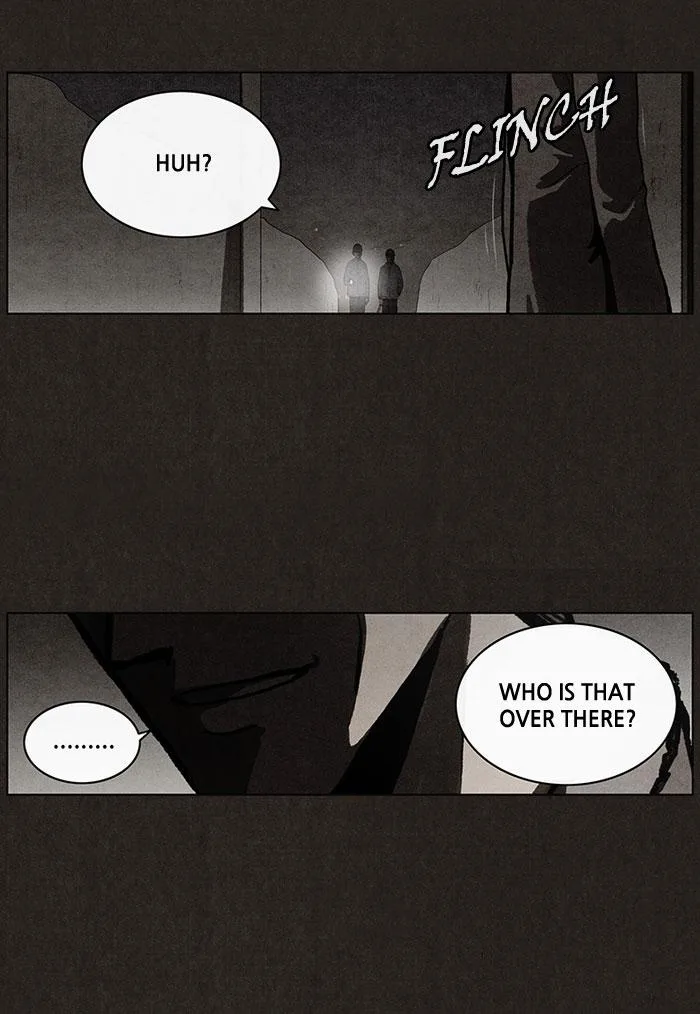 HUH?
FLINCH
.........
WHO IS THAT
OVER THERE?